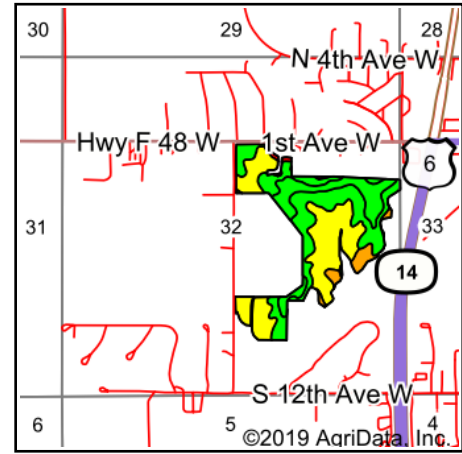 30 29 28
N 4th Ave W
Hwy F 48 W 1st Ave W
6
31 32 33
14
S 12th Ave W
6 5 4
©2019 AgriData, Inc.